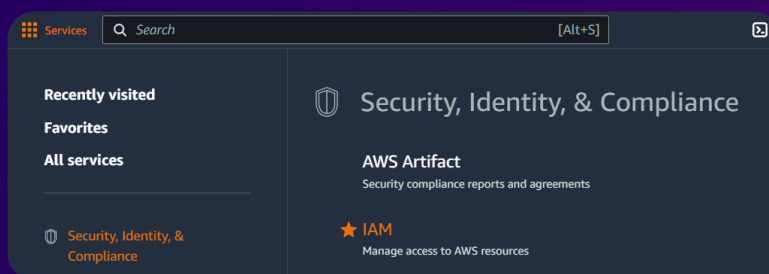 Services
Search
[Alt+S]
Recently visited
Favorites
All services
Security, Identity, &
Compliance
Security, Identity, & Compliance
AWS Artifact
Security compliance reports and agreements
IAM
Manage access to AWS resources